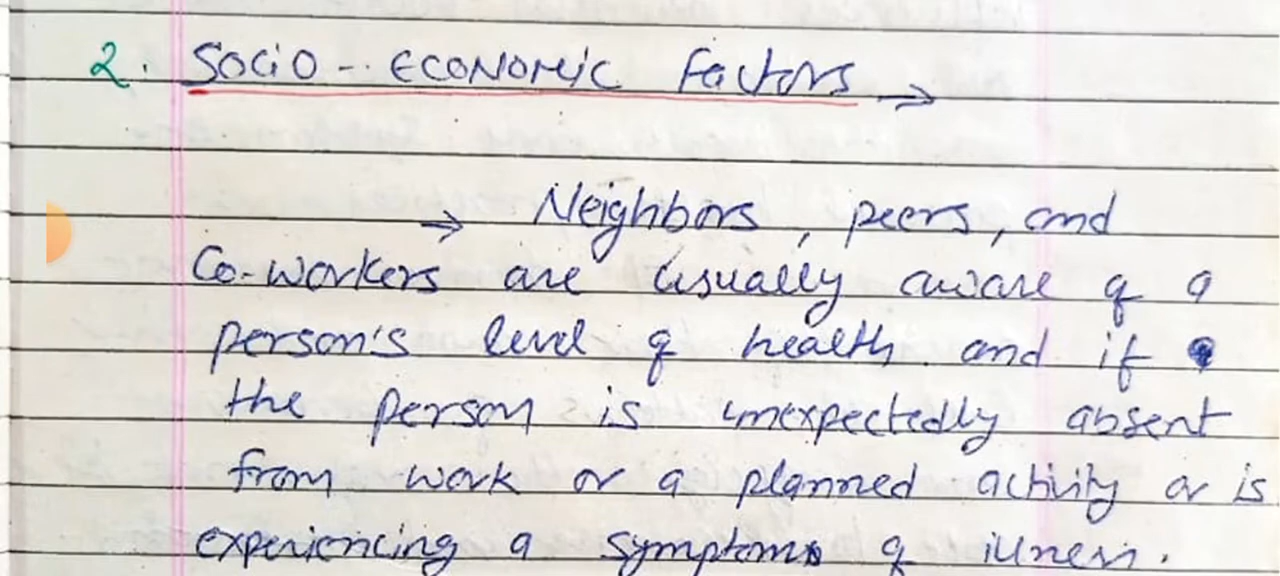 2. Socio-economic factors →
→ Neighbors, peers, and
Co-workers are usually aware of a
person's level of health and if
the person is unexpectedly absent
from work or a planned activity or is
experiencing a symptoms of illness.